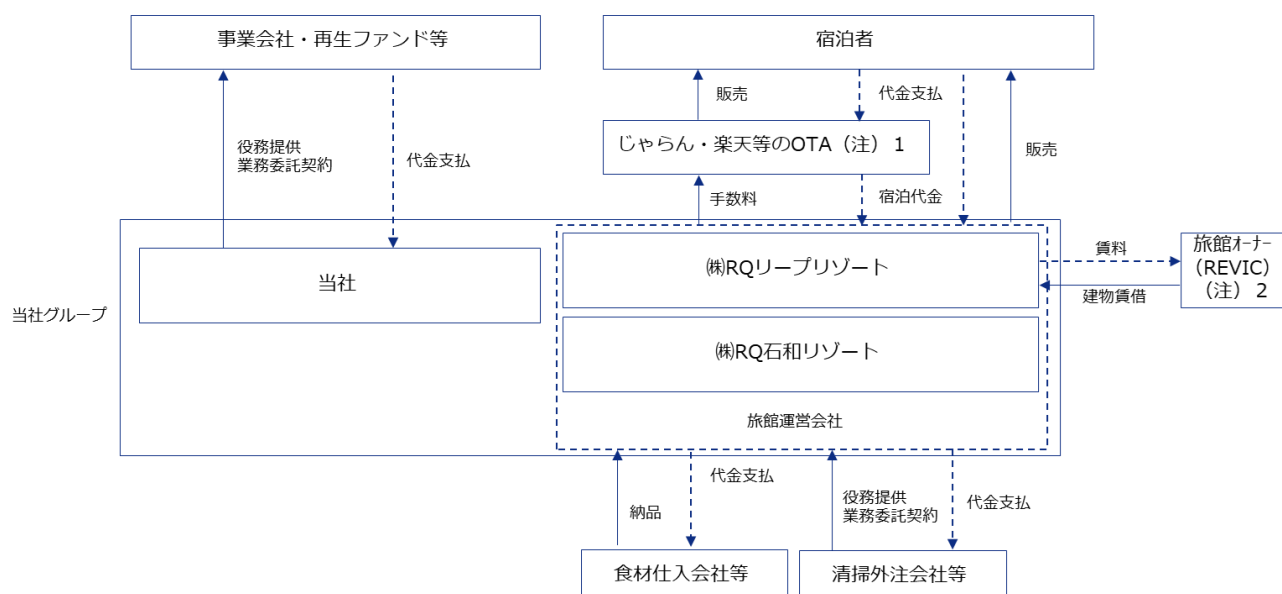 事業会社・再生ファンド等
宿泊者
販売
代金支払
じゃらん・楽天等のOTA（注）１
役務提供
業務委託契約
代金支払
販売
手数料
宿泊代金
当社
㈱RQリープリゾート
賃料
旅館ｵｰﾅｰ
（REVIC）
（注）２
建物賃借
当社グループ
㈱RQ石和リゾート
旅館運営会社
代金支払
納品
役務提供
業務委託契約
代金支払
食材仕入会社等
清掃外注会社等